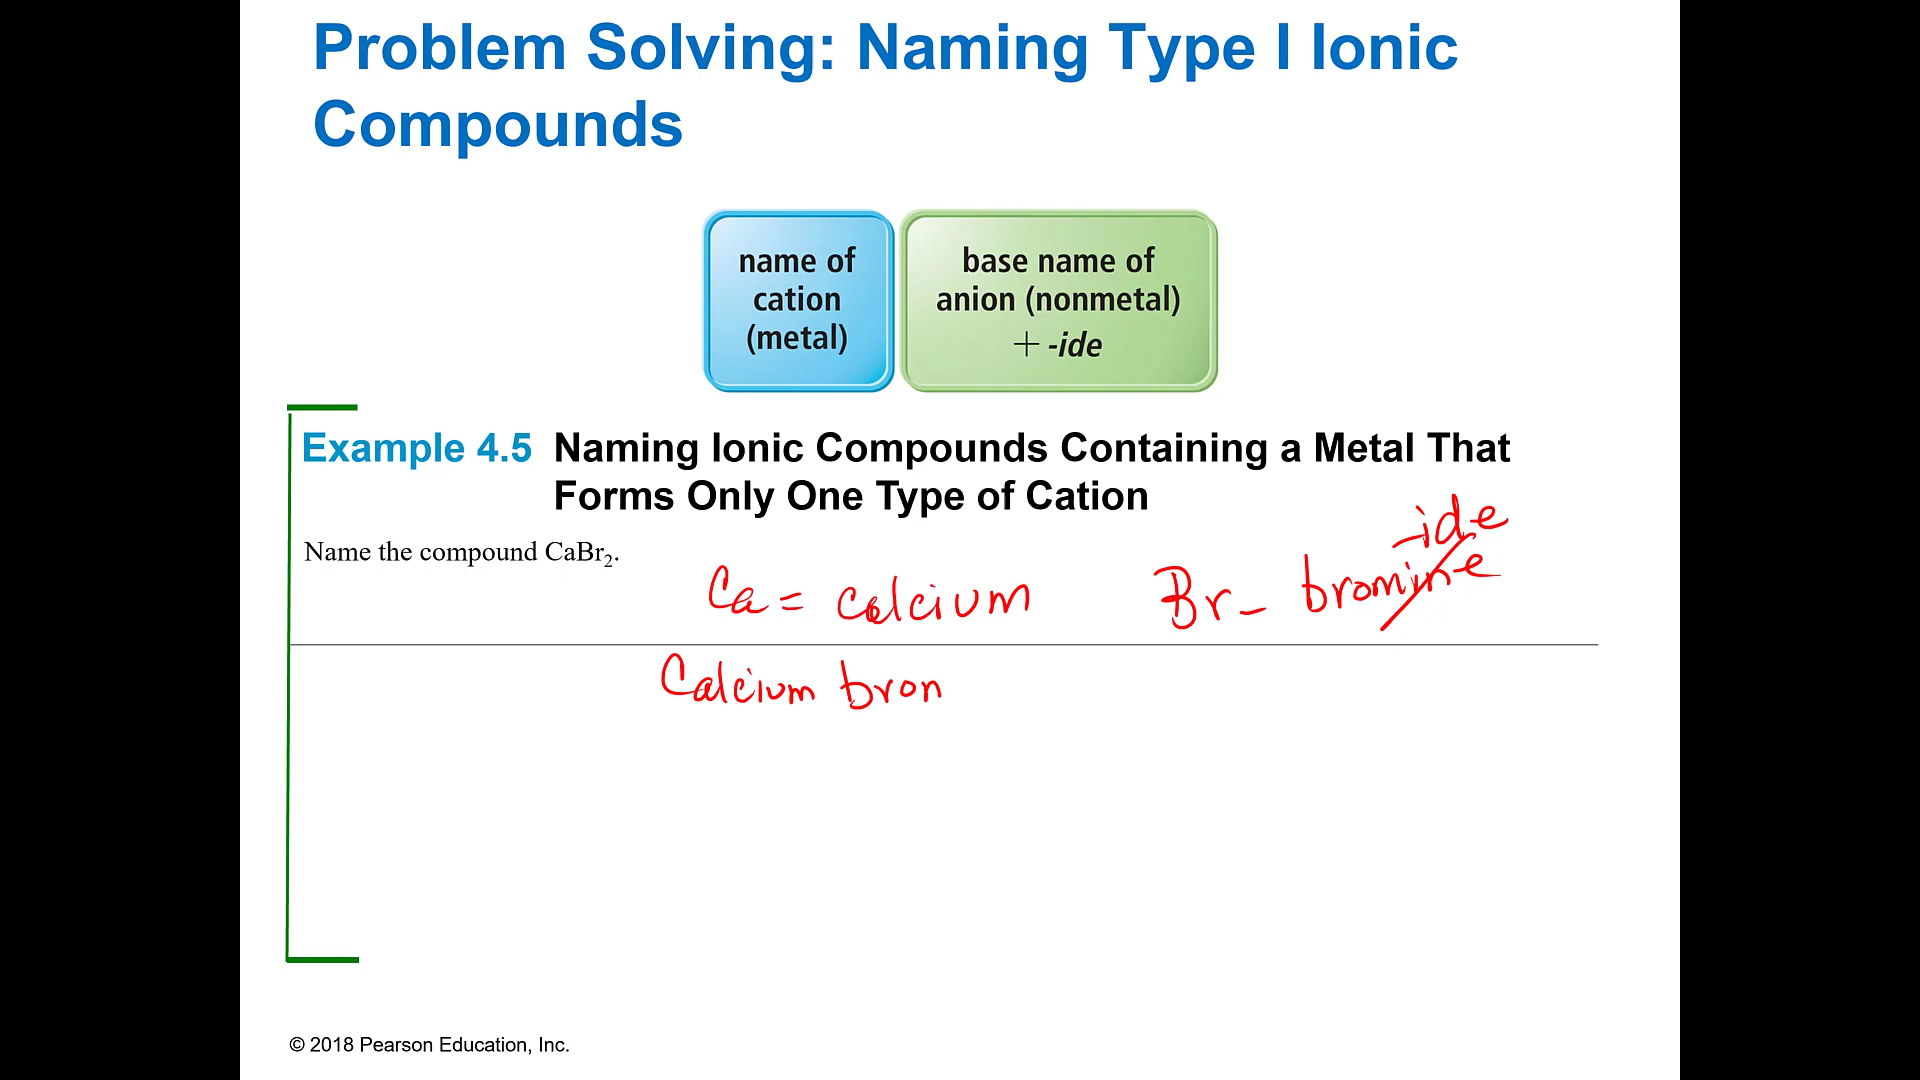 Problem Solving: Naming Type I Ionic
Compounds
name of
cation
(metal)
base name of
anion (nonmetal)
+ -ide
Example 4.5 Naming Ionic Compounds Containing a Metal That
Forms Only One Type of Cation
Name the compound CaBr₂.
-ide
Ca = calcium
Br - bromine
Calcium bron
© 2018 Pearson Education, Inc.